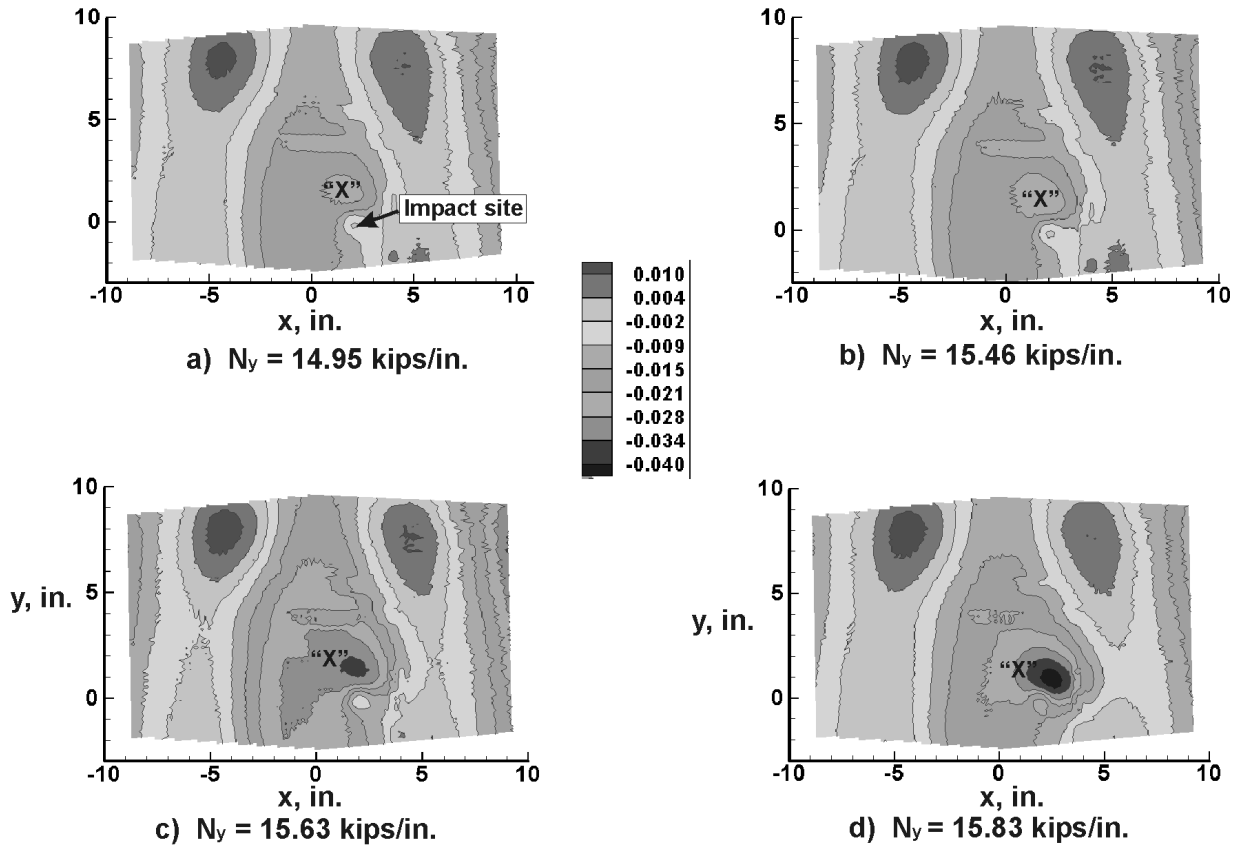 10
5
0
“X”
Impact site
-10
-5
0
5
10
x, in.
a) Ny = 14.95 kips/in.
10
5
0
“X”
-10
-5
0
5
10
x, in.
b) Ny = 15.46 kips/in.
0.010
0.004
-0.002
-0.009
-0.015
-0.021
-0.028
-0.034
-0.040
10
5
y, in.
0
“X”
-10
-5
0
5
10
x, in.
c) Ny = 15.63 kips/in.
10
5
y, in.
0
“X”
-10
-5
0
5
10
x, in.
d) Ny = 15.83 kips/in.